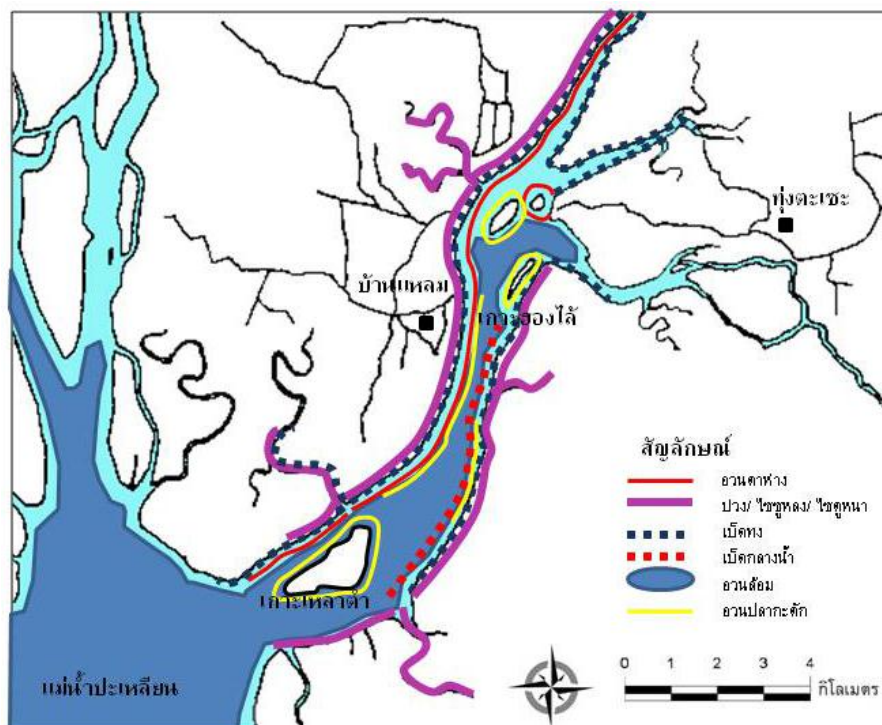 ทุ่งตะเซะ
บ้านแหลม
เกาะฮองไล้
สัญลักษณ์
อวนตาห่าง
ปวง/ ไซซูหลง/ ไซดูหนา
เบ็ดทง
เบ็ดกลางน้ำ
อวนล้อม
อวนปลากะตัก
เกาะเหลาตำ
แม่น้ำปะเหลียน
0 1 2 3 4
กิโลเมตร